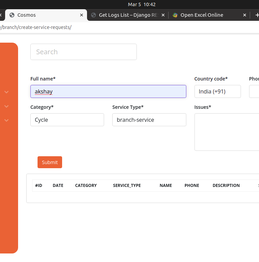 Mar 5 10:42
Cosmos
Get Logs List – Django R
Open Excel Online
/branch/create-service-requests/
Search
Full name*
Country code*
Pho
akshay
India (+91)
Category*
Service Type*
Issues*
Cycle
branch-service
Submit
#ID DATE CATEGORY SERVICE_TYPE NAME PHONE DESCRIPTION